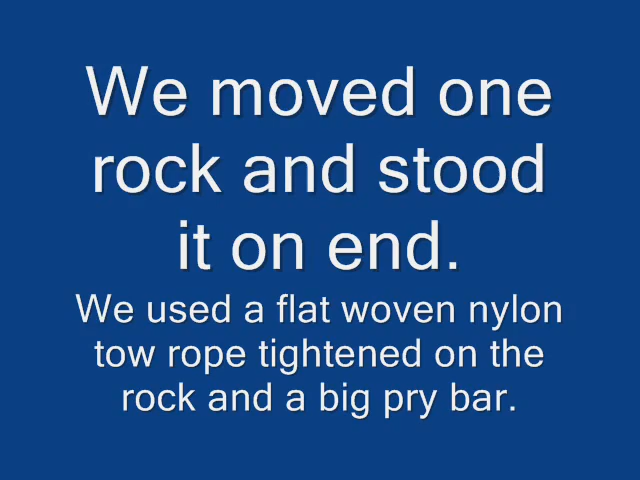 We moved one
rock and stood
it on end.
We used a flat woven nylon
tow rope tightened on the
rock and a big pry bar.